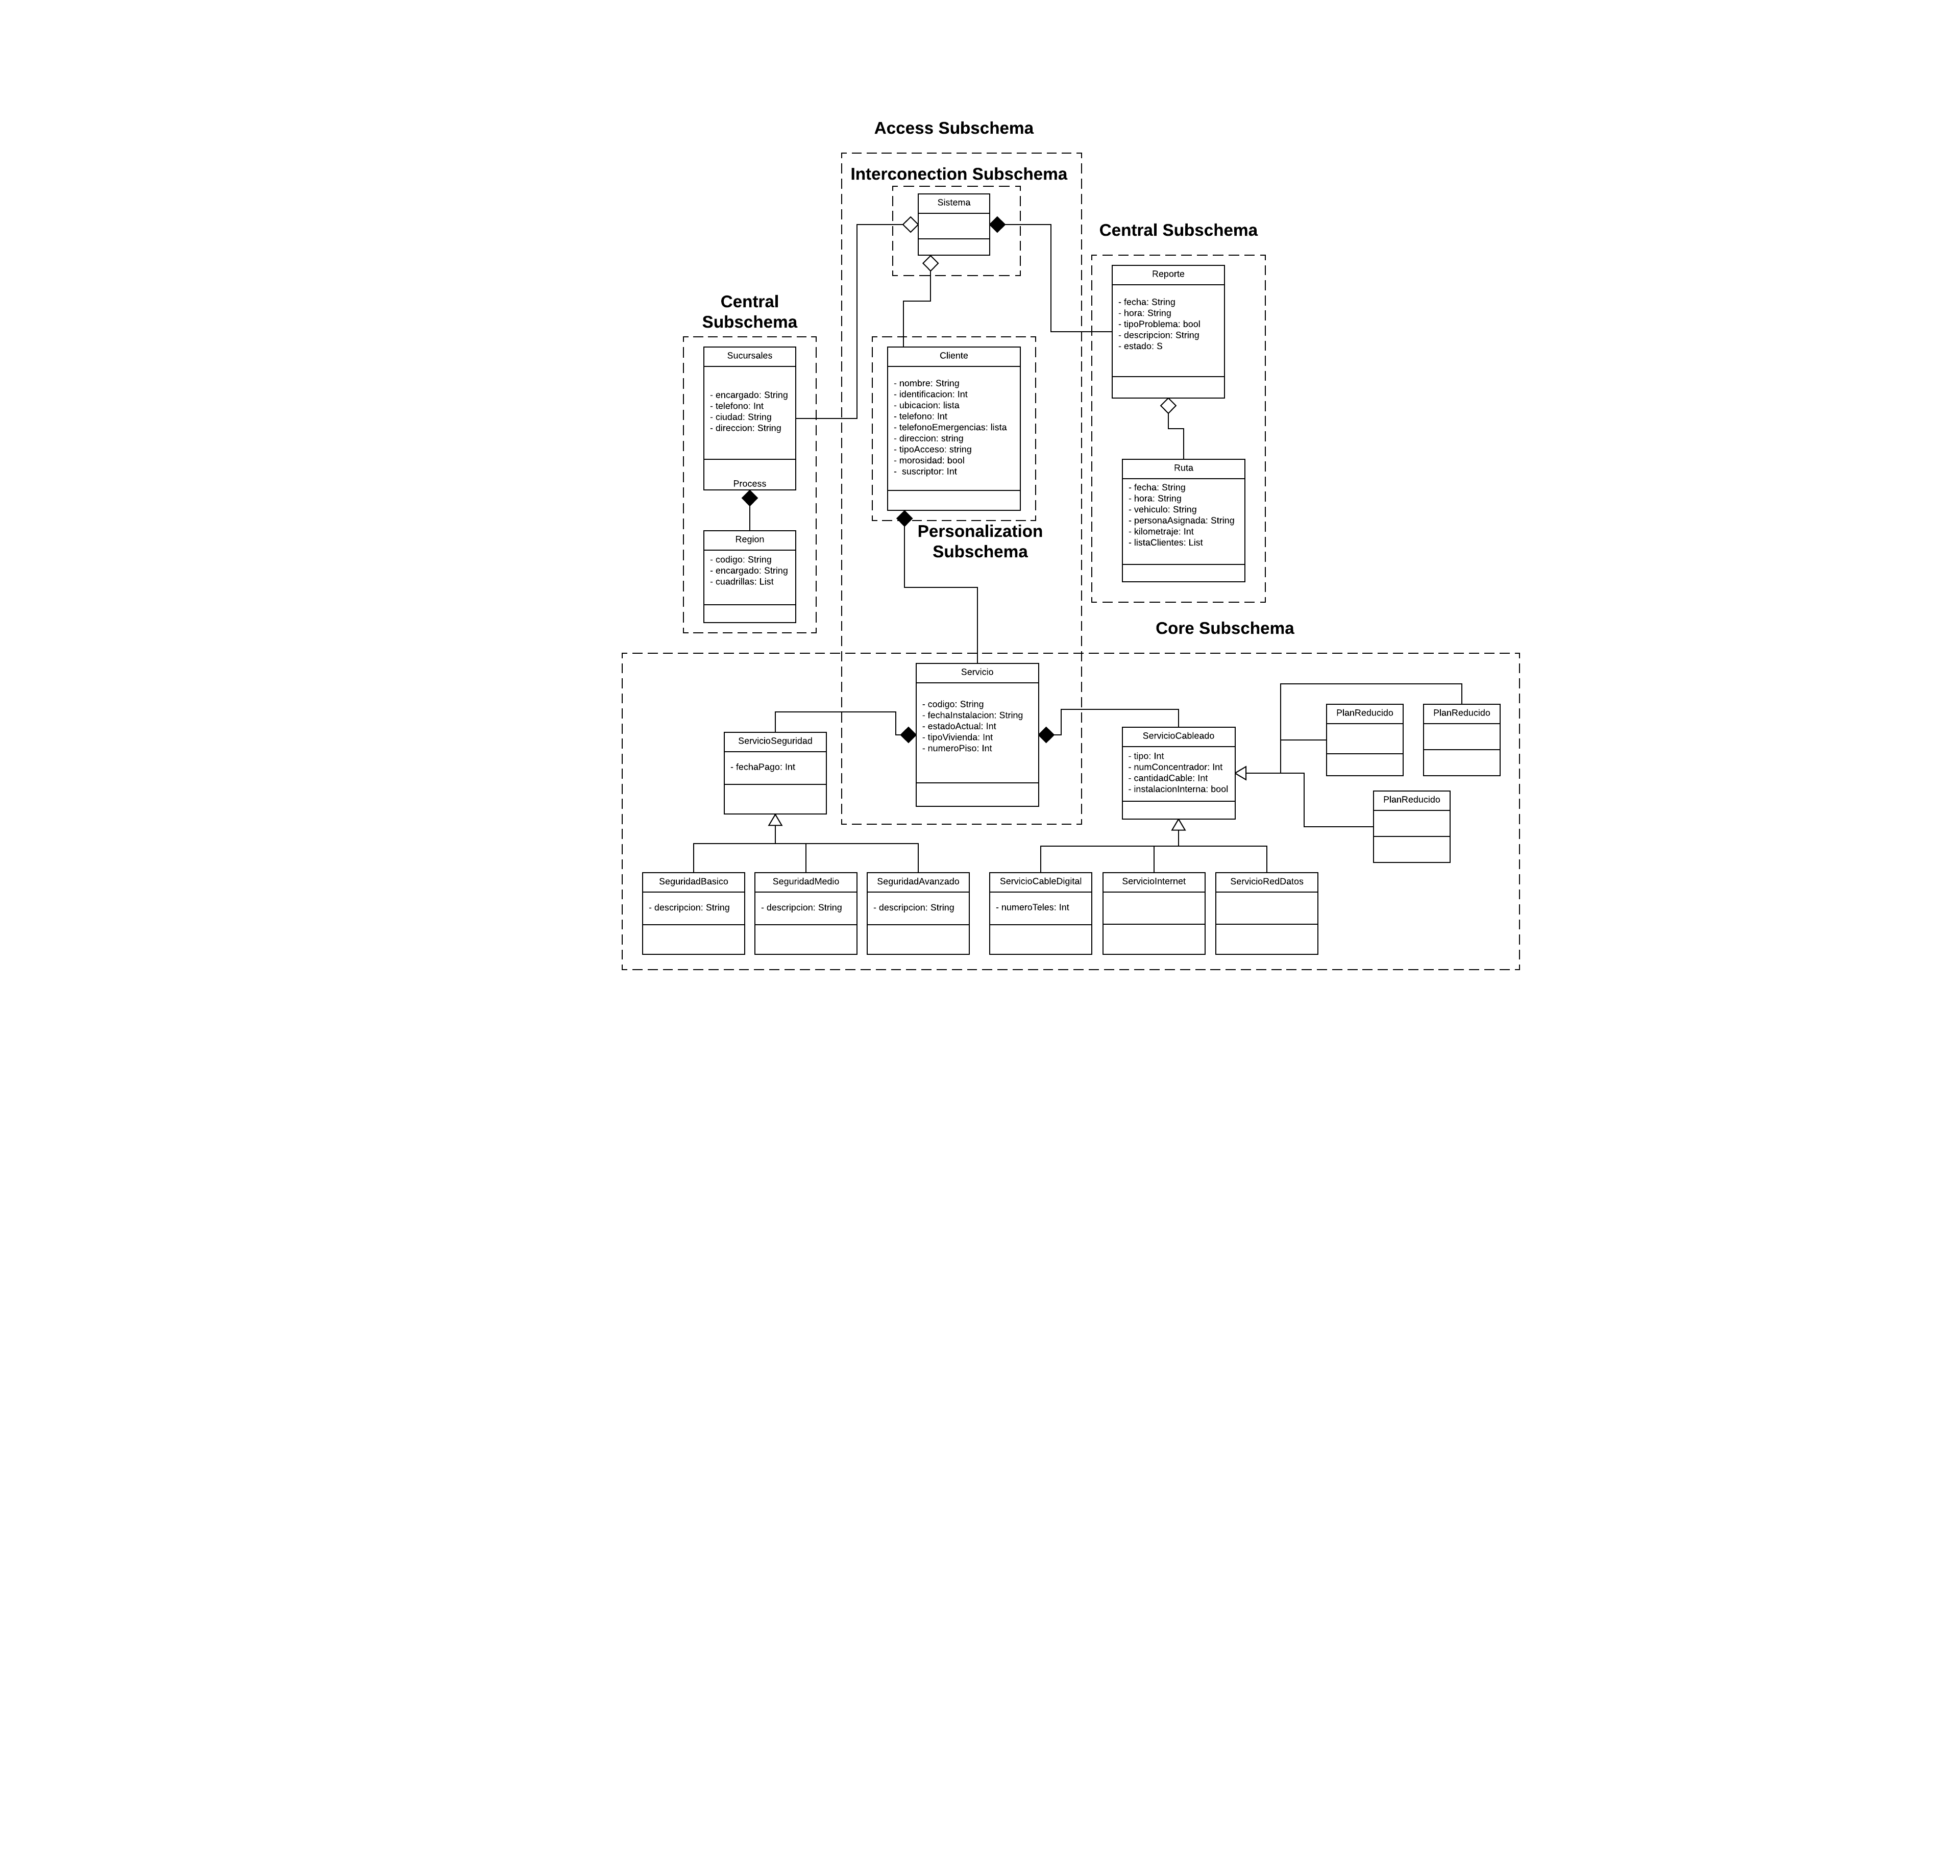 Access Subschema
Interconection Subschema
Sistema
Central Subschema
Reporte
- fecha: String
- hora: String
- tipoProblema: bool
- descripcion: String
- estado: S
Central
Subschema
Sucursales
- encargado: String
- telefono: Int
- ciudad: String
- direccion: String
Process
Cliente
- nombre: String
- identificacion: Int
- ubicacion: lista
- telefono: Int
- telefonoEmergencias: lista
- direccion: string
- tipoAcceso: string
- morosidad: bool
-  suscriptor: Int
Ruta
- fecha: String
- hora: String
- vehiculo: String
- personaAsignada: String
- kilometraje: Int
- listaClientes: List
Personalization
Subschema
Region
- codigo: String
- encargado: String
- cuadrillas: List
Core Subschema
Servicio
- codigo: String
- fechaInstalacion: String
- estadoActual: Int
- tipoVivienda: Int
- numeroPiso: Int
ServicioSeguridad
- fechaPago: Int
ServicioCableado
- tipo: Int
- numConcentrador: Int
- cantidadCable: Int
- instalacionInterna: bool
PlanReducido
PlanReducido
PlanReducido
SeguridadBasico
- descripcion: String
SeguridadMedio
- descripcion: String
SeguridadAvanzado
- descripcion: String
ServicioCableDigital
- numeroTeles: Int
ServicioInternet
ServicioRedDatos